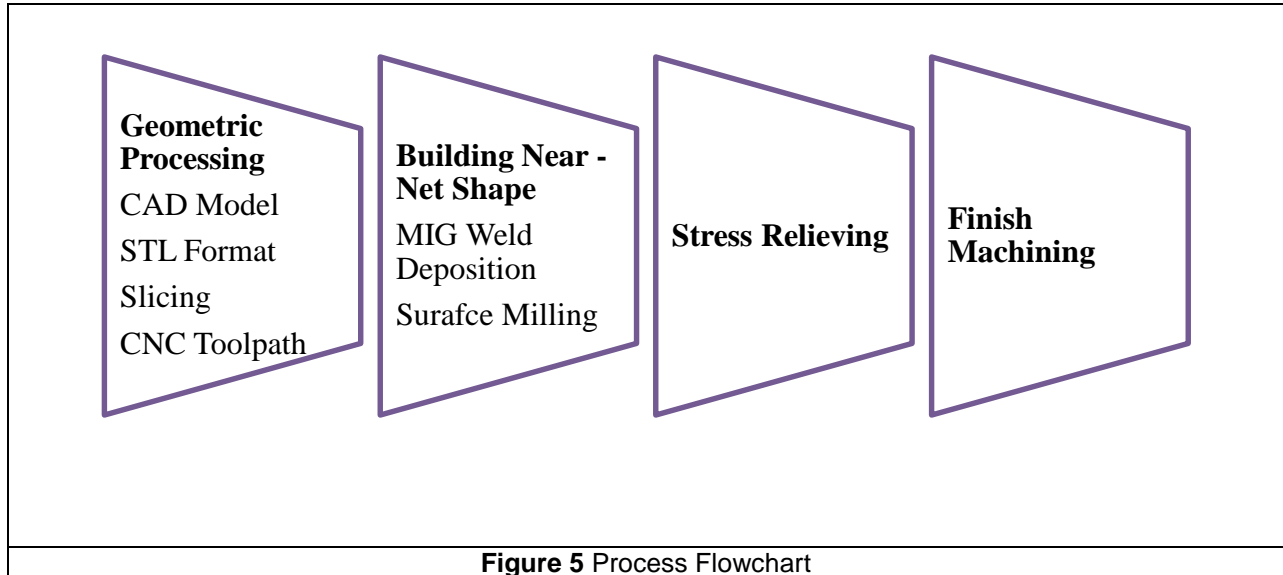 Geometric
Processing
CAD Model
STL Format
Slicing
CNC Toolpath
Building Near -
Net Shape
MIG Weld
Deposition
Surafce Milling
Stress Relieving
Finish
Machining
Figure 5 Process Flowchart